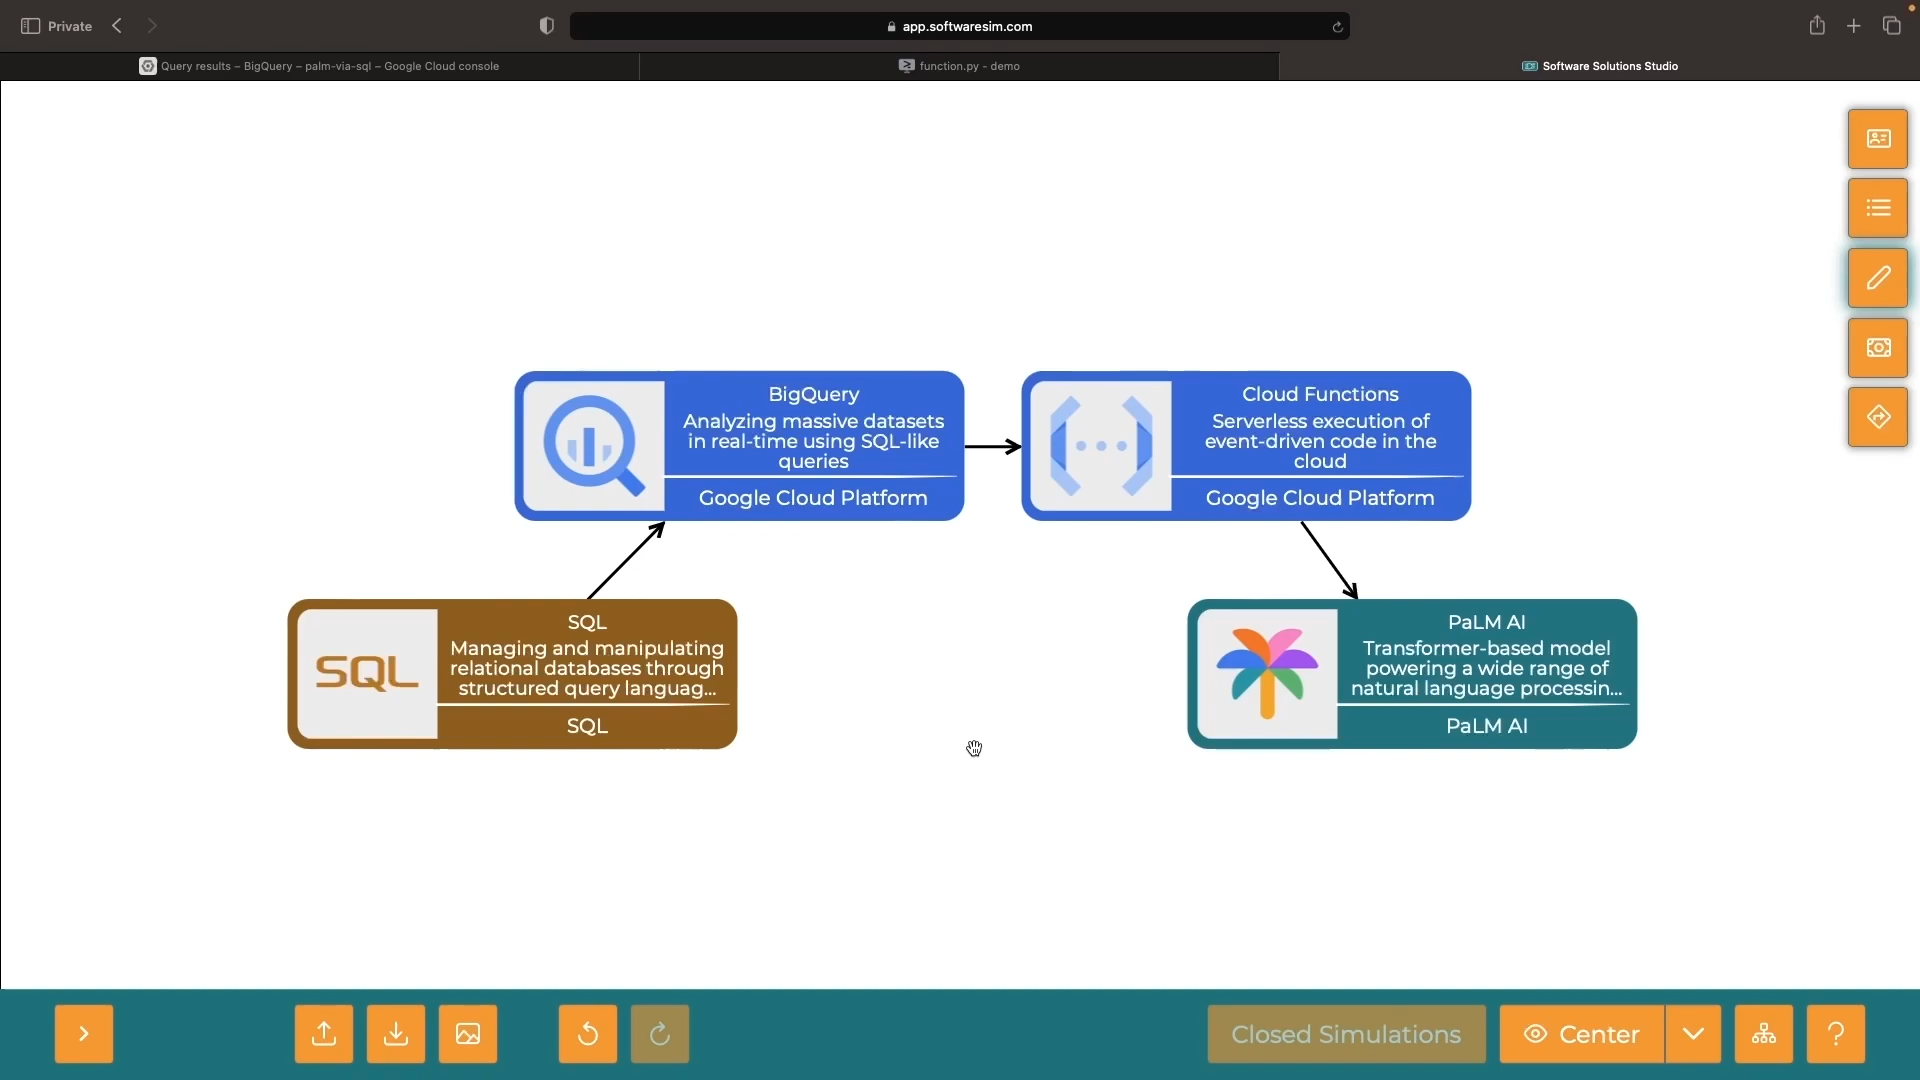 Private
app.softwaresim.com
Query results – BigQuery – palm-via-sql – Google Cloud console
function.py - demo
Software Solutions Studio
BigQuery
Analyzing massive datasets
in real-time using SQL-like
queries
Google Cloud Platform
Cloud Functions
Serverless execution of
event-driven code in the
cloud
Google Cloud Platform
SQL
SQL
Managing and manipulating
relational databases through
structured query languag...
SQL
PaLM AI
Transformer-based model
powering a wide range of
natural language processin...
PaLM AI
Closed Simulations
Center
?